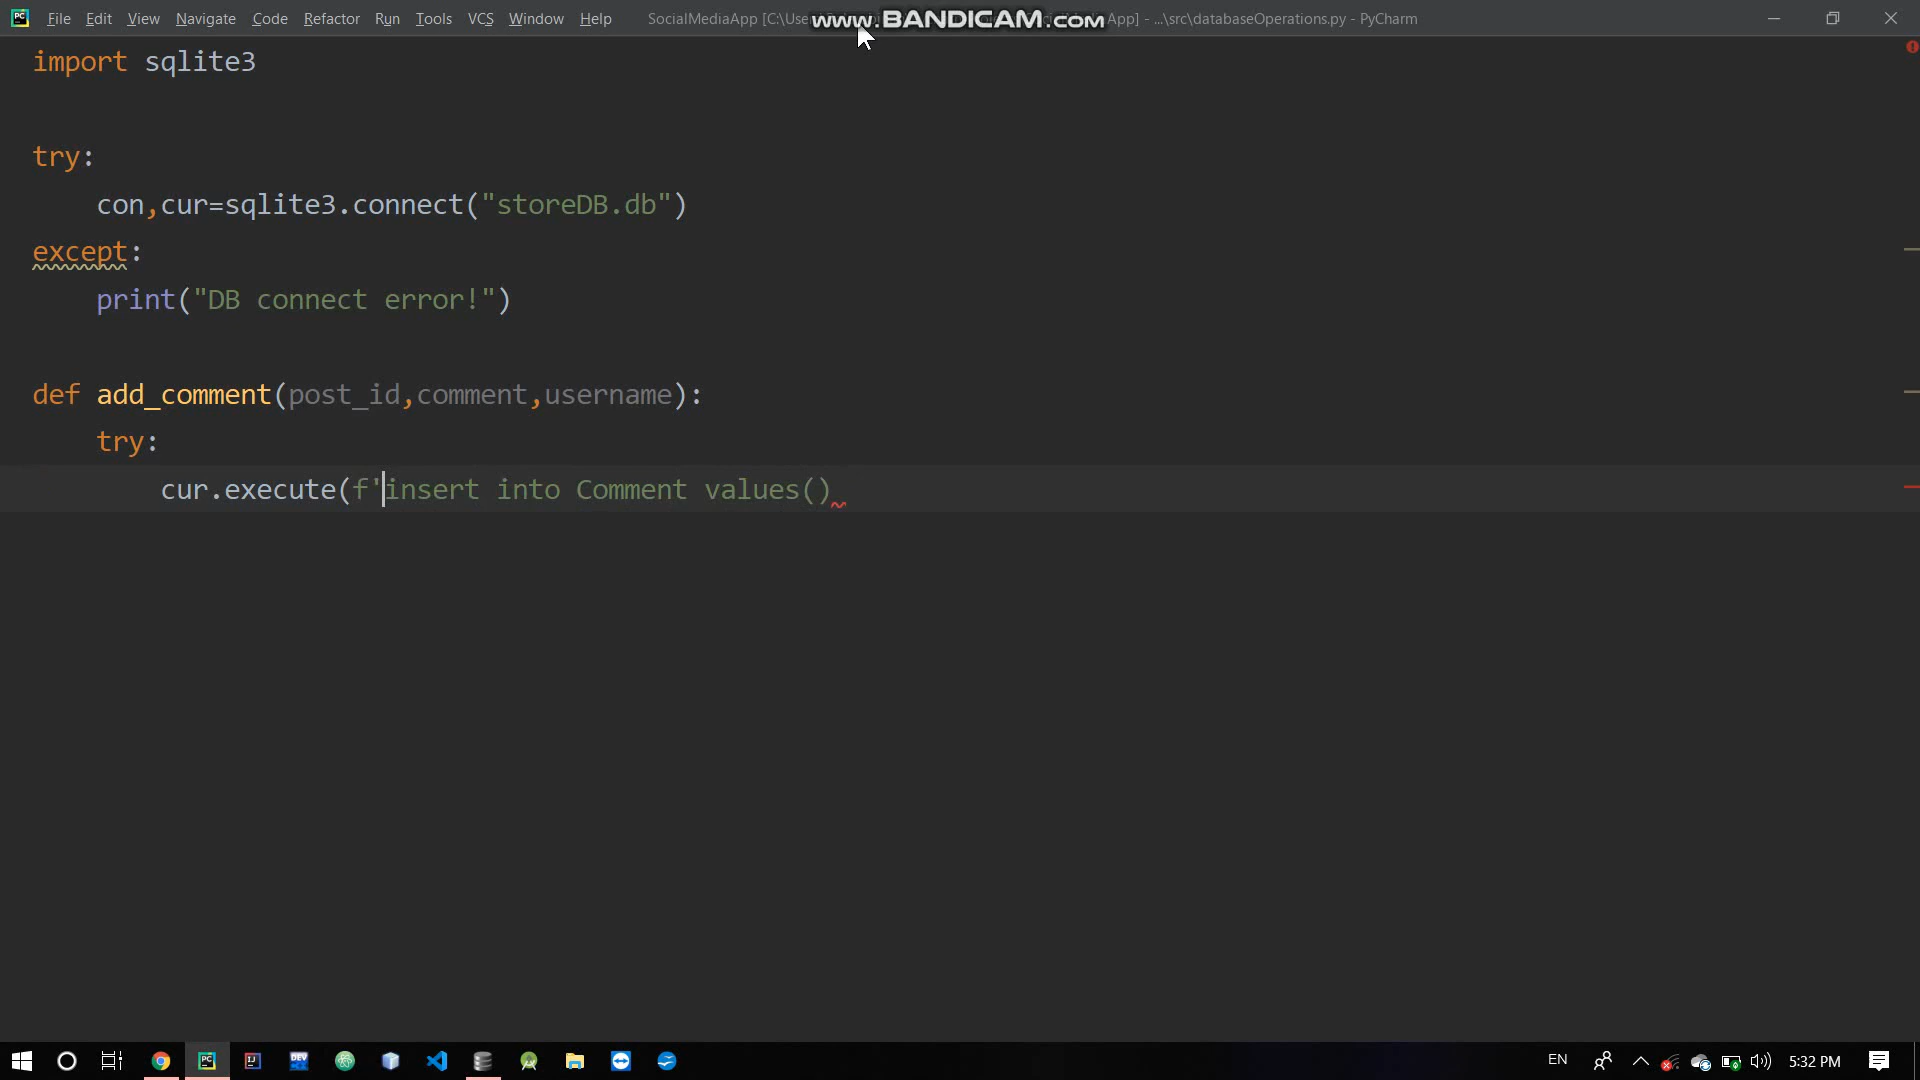 File Edit View Navigate Code Refactor Run Tools VCS Window Help SocialMediaApp [C:\Use App] - ...\src\databaseOperations.py - PyCharm
www.BANDICAM.com
import sqlite3
try:
con,cur=sqlite3.connect("storeDB.db")
except:
print("DB connect error!")
def add_comment(post_id,comment,username):
try:
cur.execute(f'insert into Comment values()
EN 5:32 PM